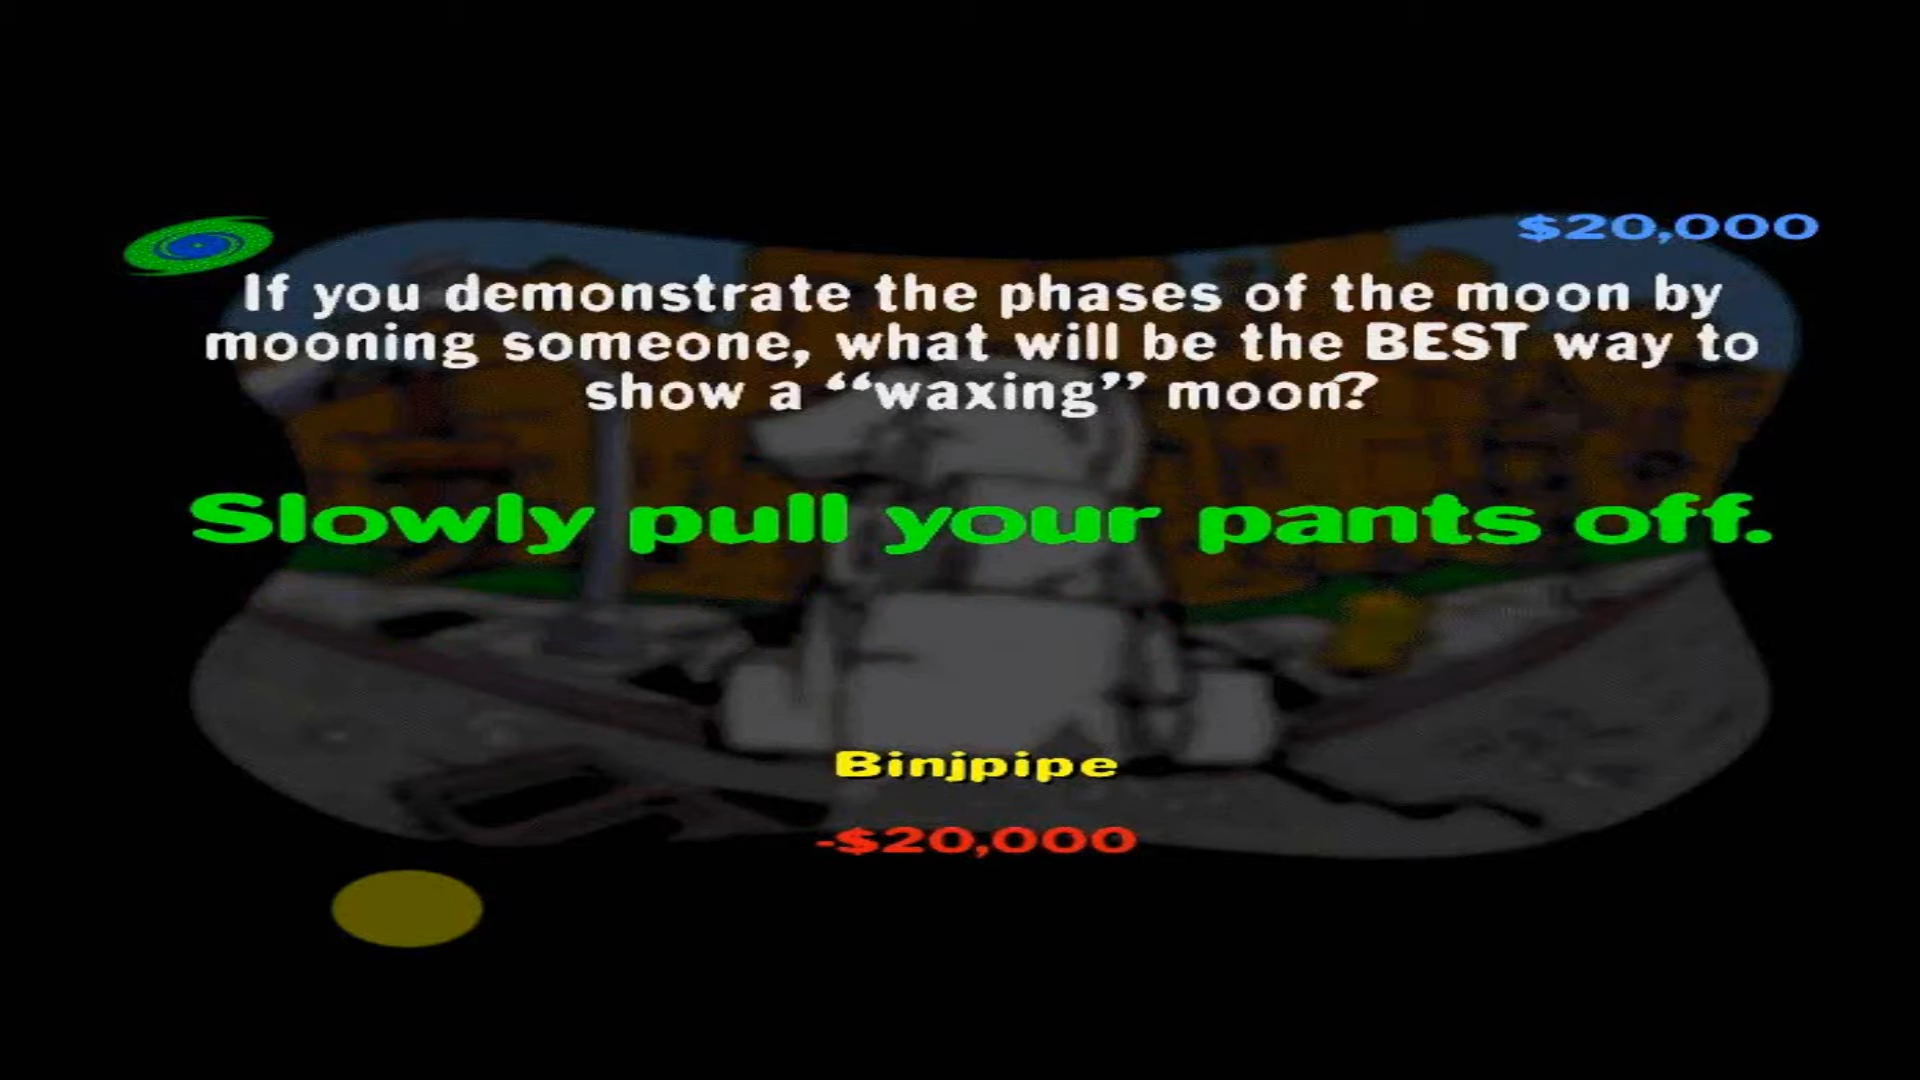 $20,000
If you demonstrate the phases of the moon by
mooning someone, what will be the BEST way to
show a “waxing” moon?
Slowly pull your pants off.
Binjpipe
-$20,000